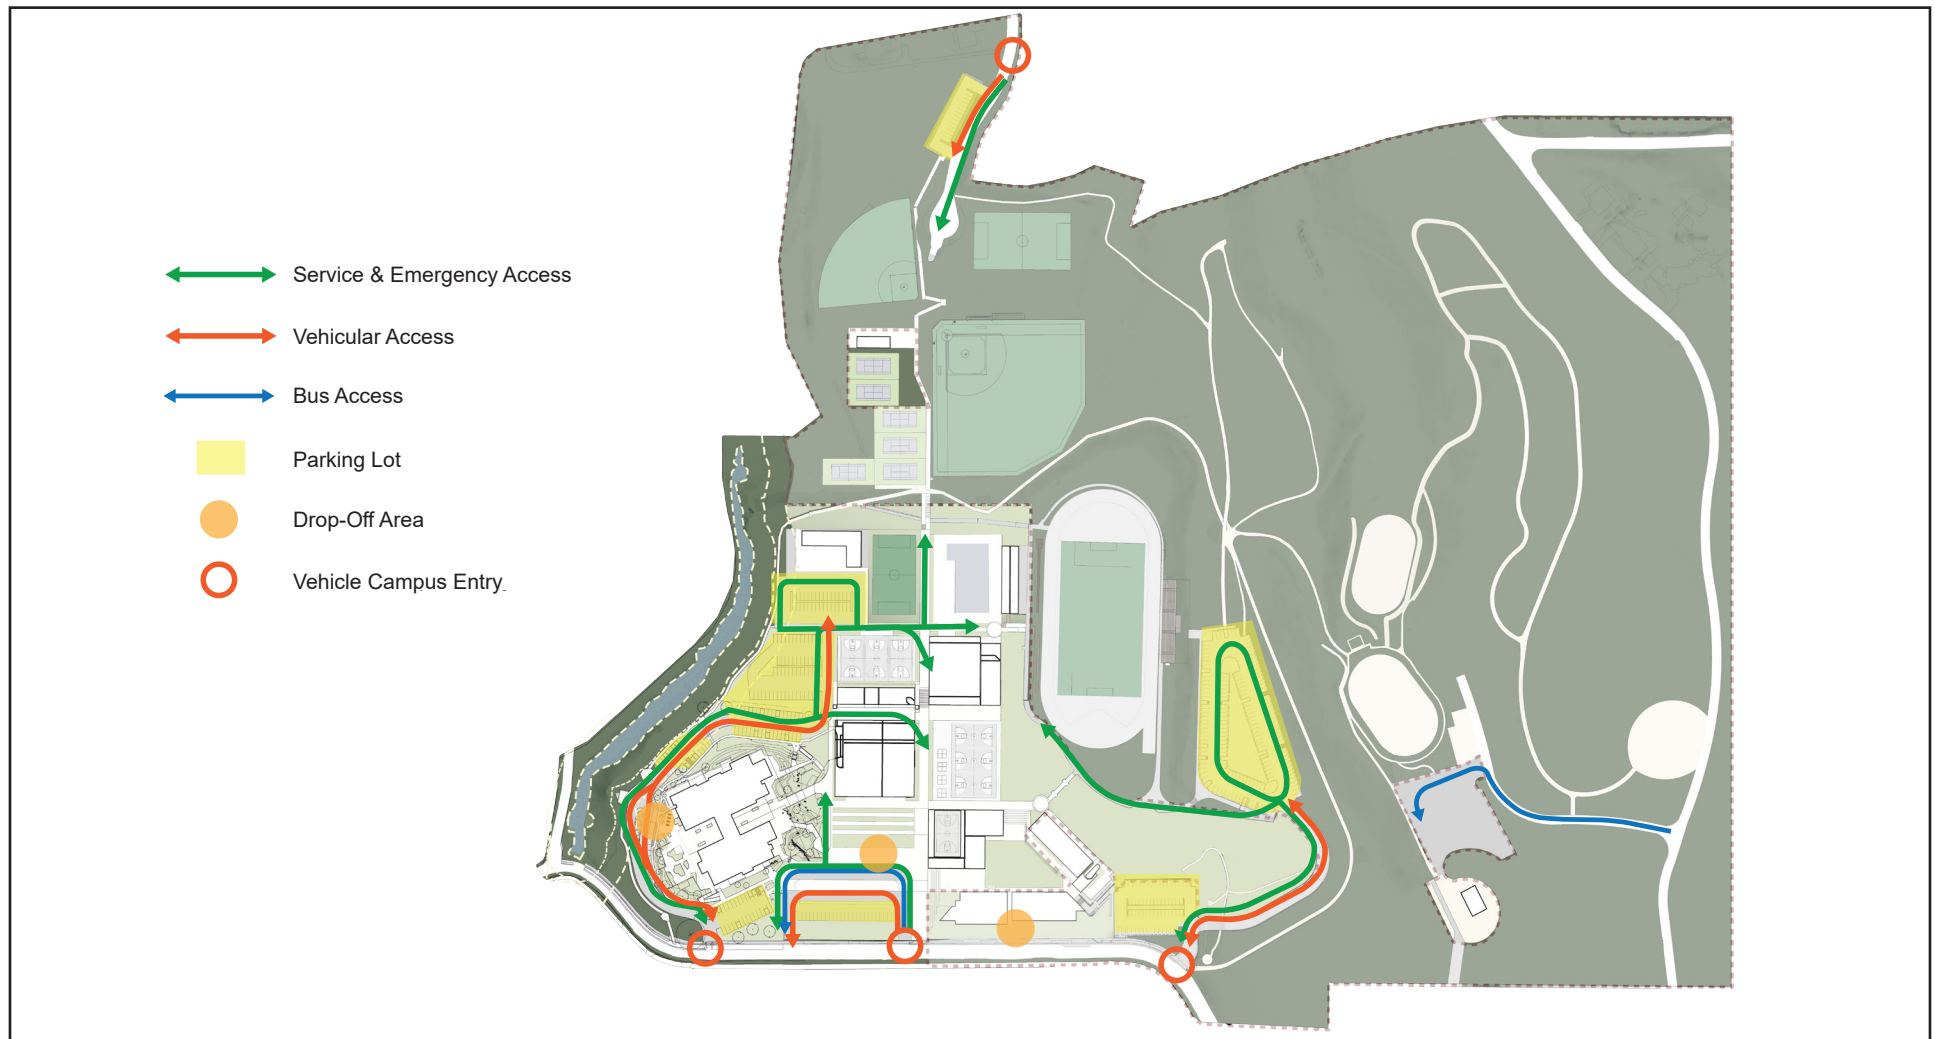 Service & Emergency Access
Vehicular Access
Bus Access
Parking Lot
Drop-Off Area
Vehicle Campus Entry